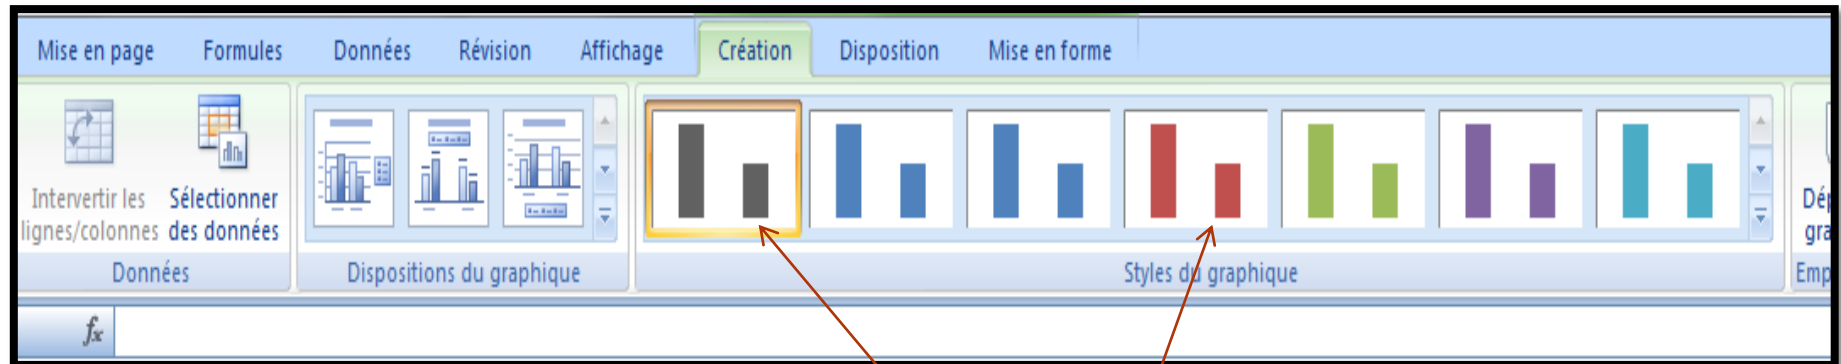 Mise en page Formules Données Révision Affichage Création Disposition Mise en forme
Intervertir les
lignes/colonnes
Sélectionner
des données
Données
Dispositions du graphique
Styles du graphique
fx